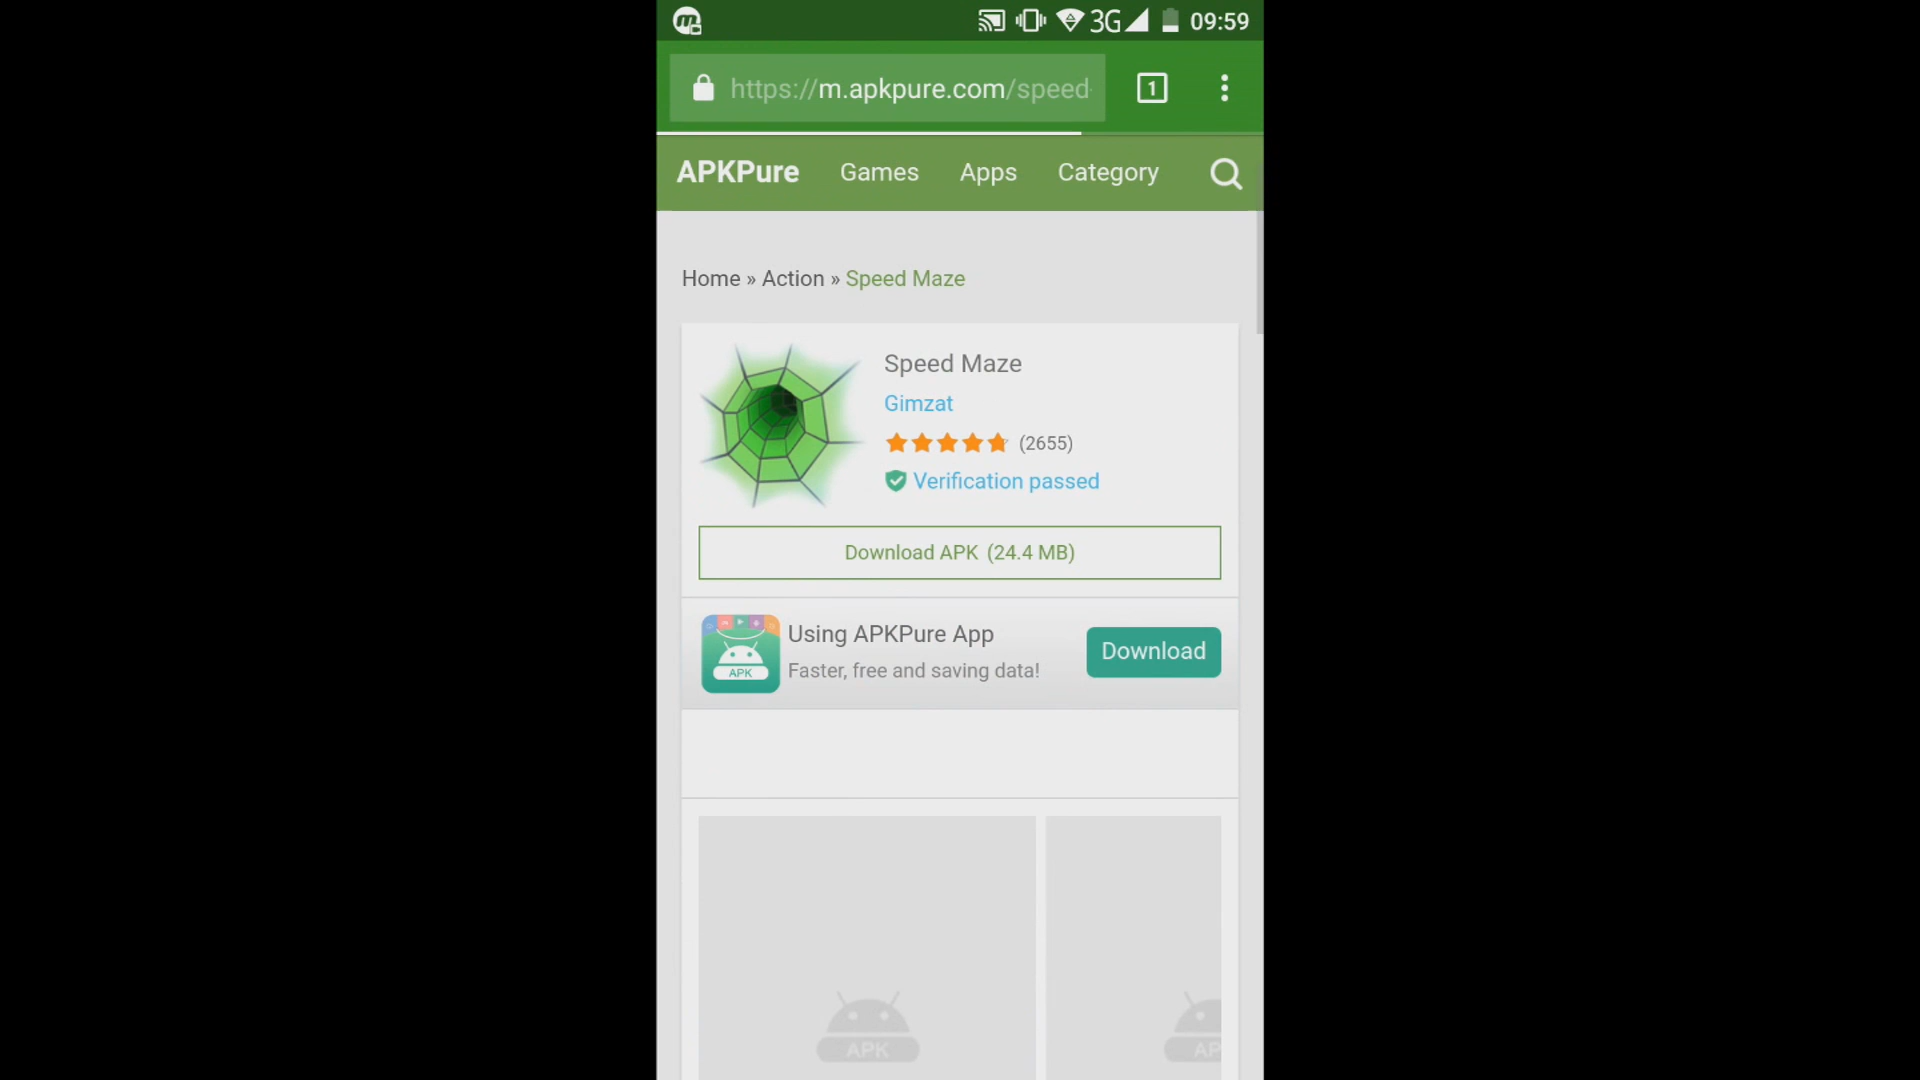 3G 09:59
https://m.apkpure.com/speed
1
APKPure Games Apps Category
Home » Action » Speed Maze
Speed Maze
Gimzat
(2655)
Verification passed
Download APK (24.4 MB)
Using APKPure App
Faster, free and saving data!
Download
APK
APK
AP